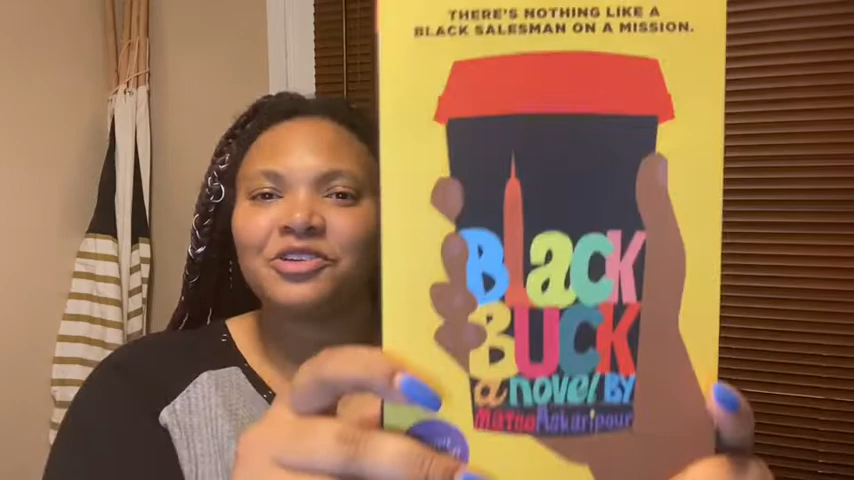 THERE'S NOTHING LIKE A
BLACK SALESMAN ON A MISSION.
Black
BUCK
a novel BY
Mateo Askaripour